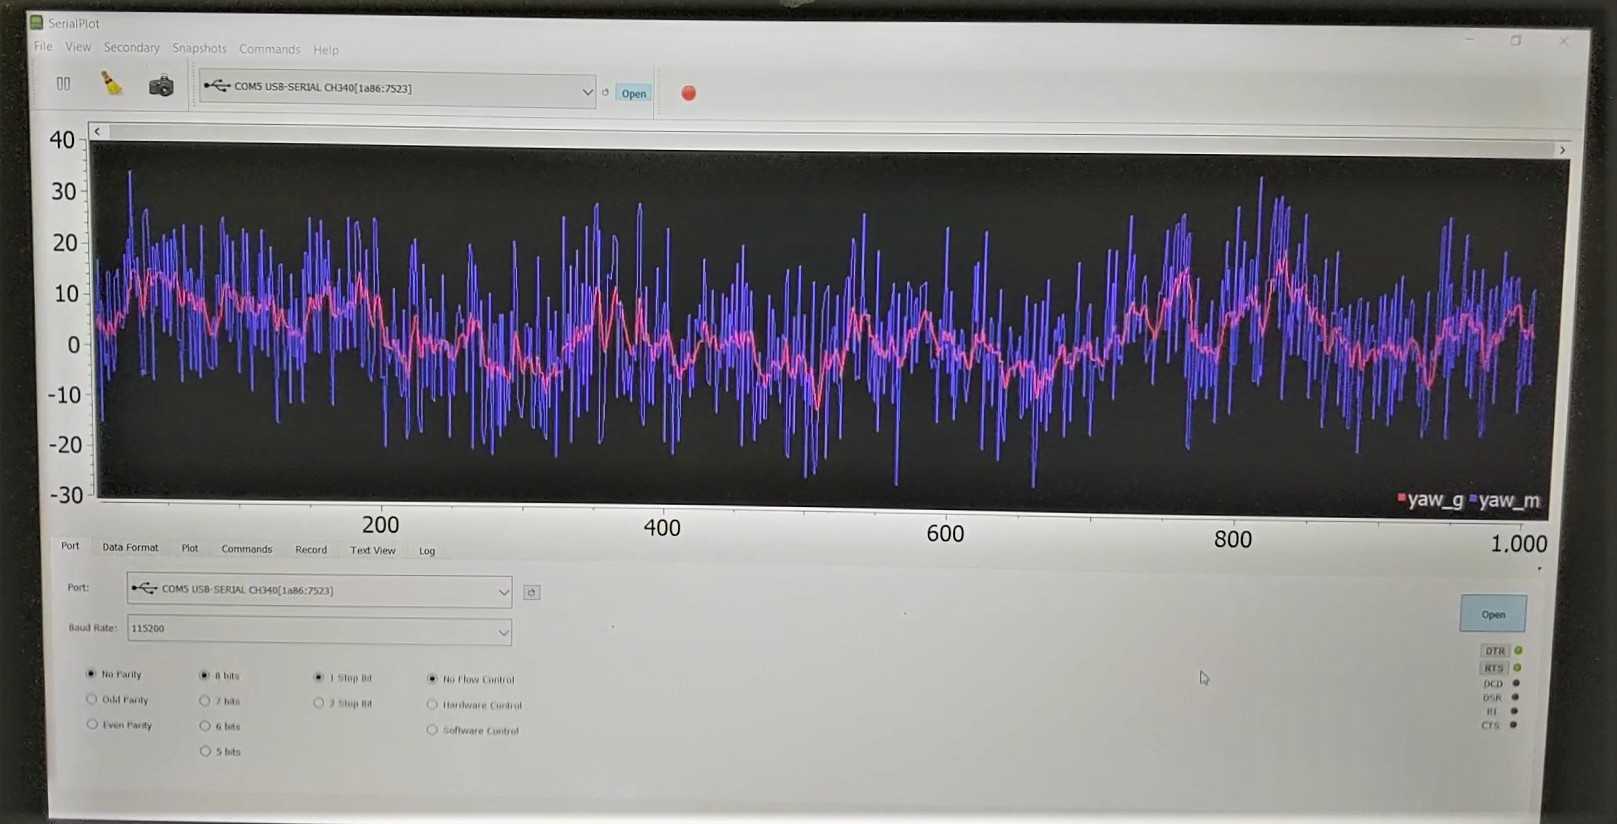 SerialPlot
File View Secondary Snapshots Commands Help
COM5 USB-SERIAL CH340[1a86:7523]
Open
40
30
20
10
0
-10
-20
-30
yaw_g yaw_m
200 400 600 800 1.000
Port Data Format Plot Commands Record Text View Log
Port: COM5 USB-SERIAL CH340[1a86:7523]
Open
Baud Rate: 115200
DTR
RTS
DCD
DSR
RI
CTS
No Parity 8 bits 1 Stop Bit No Flow Control
Odd Parity 7 bits 2 Stop Bit Hardware Control
Even Parity 6 bits Software Control
5 bits